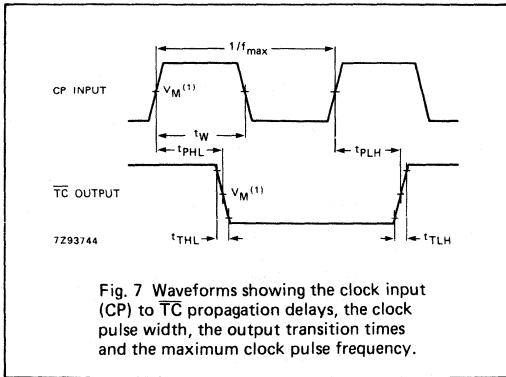 1/fmax
CP INPUT
VM(1)
tW
tPHL
tPLH
TC OUTPUT
VM(1)
7Z93744
tTHL
tTLH
Fig. 7 Waveforms showing the clock input
(CP) to TC propagation delays, the clock
pulse width, the output transition times
and the maximum clock pulse frequency.